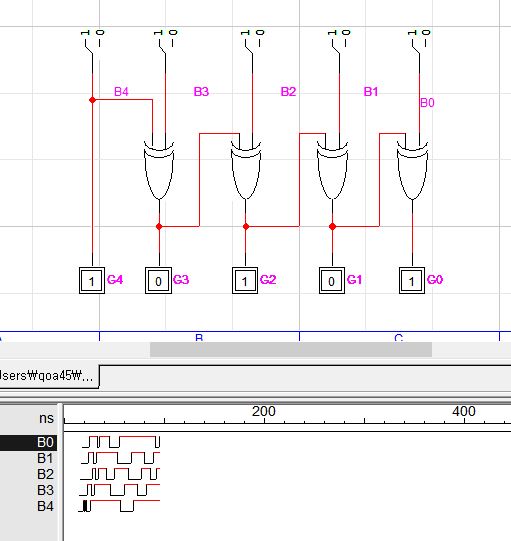 1 0 1 0 1 0 1 0 1 0
B4 B3 B2 B1
B0
1 G4 0 G3 1 G2 0 G1 1 G0
B C
sers\qoa45\...
ns 200 400
B0
B1
B2
B3
B4